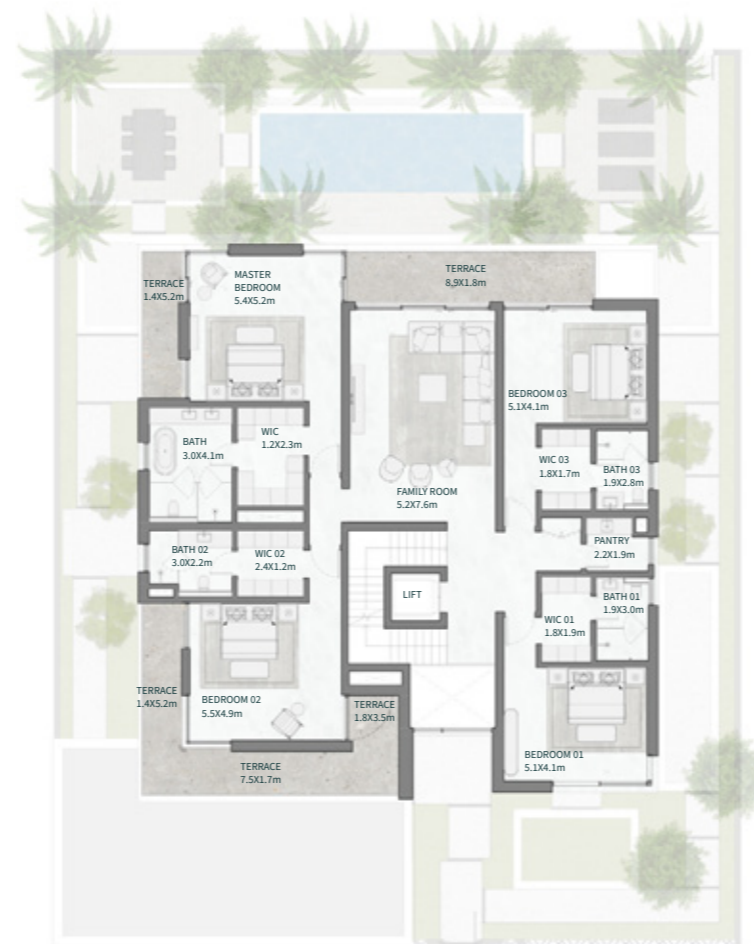 TERRACE
8.9X1.8m
MASTER
BEDROOM
5.4X5.2m
TERRACE
1.4X5.2m
BEDROOM 03
5.1X4.1m
WIC
1.2X2.3m
BATH
3.0X4.1m
WIC 03
1.8X1.7m
BATH 03
1.9X2.8m
FAMILY ROOM
5.2X7.6m
PANTRY
2.2X1.9m
BATH 02
3.0X2.2m
WIC 02
2.4X1.2m
LIFT
BATH 01
1.9X3.0m
WIC 01
1.8X1.9m
TERRACE
1.4X5.2m
BEDROOM 02
5.5X4.9m
TERRACE
1.8X3.5m
BEDROOM 01
5.1X4.1m
TERRACE
7.5X1.7m